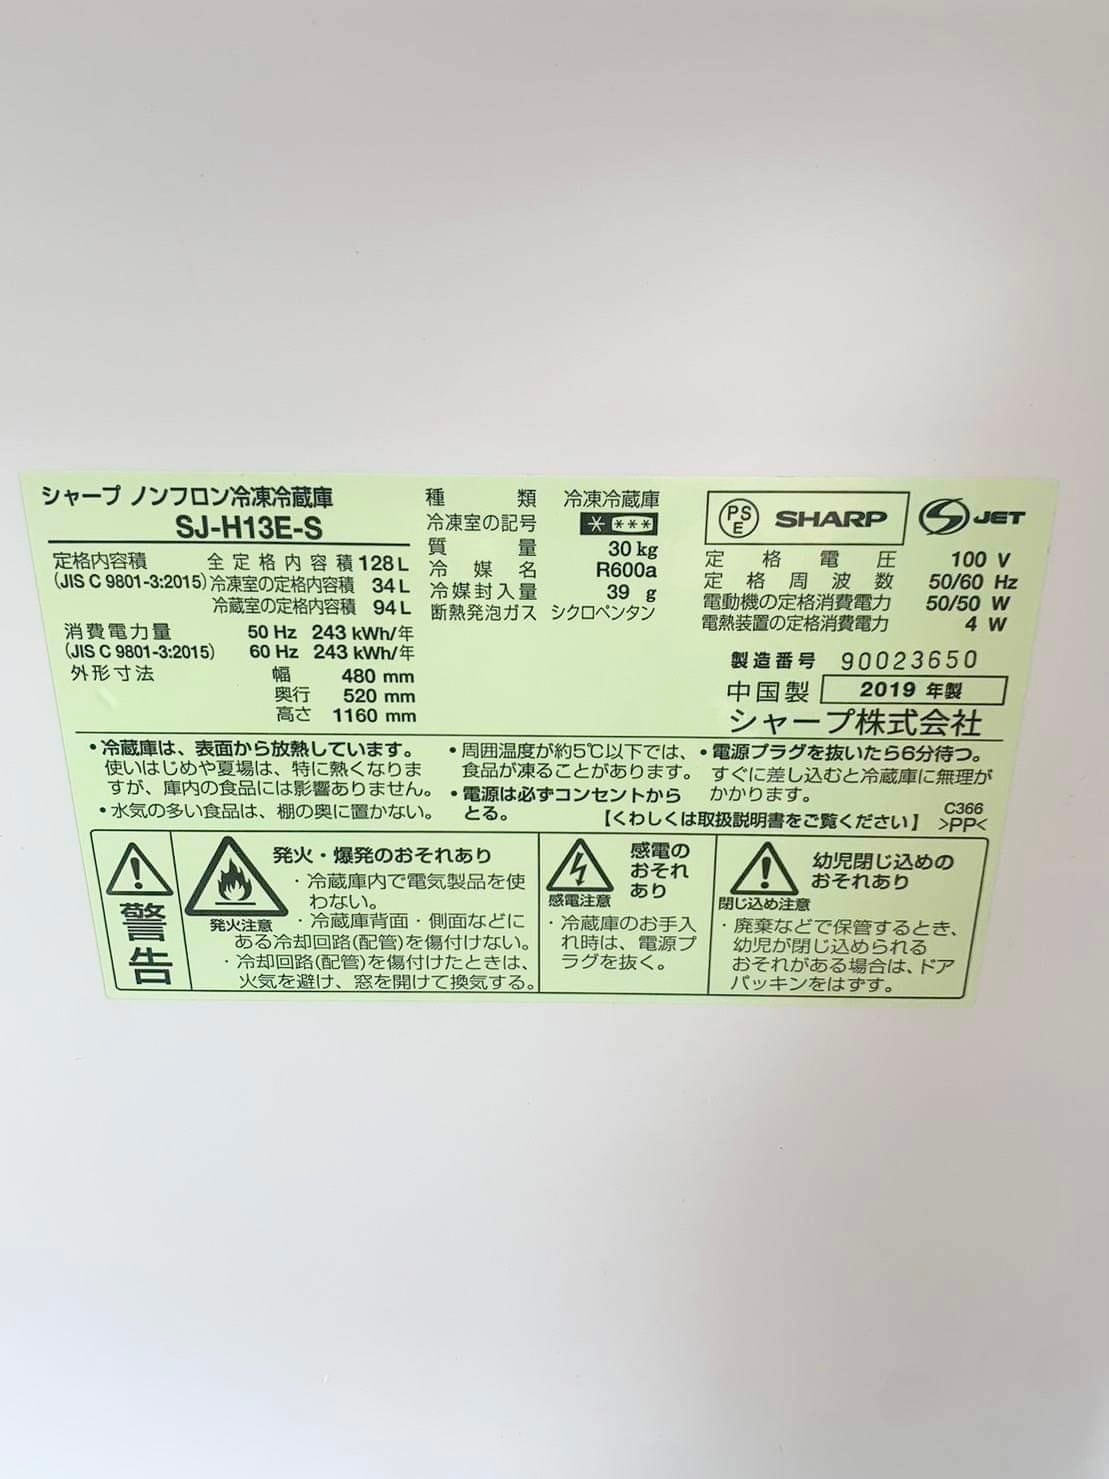 シャープ ノンフロン冷凍冷蔵庫
SJ-H13E-S
定格内容積 全定格内容積 128 L
(JIS C 9801-3:2015) 冷凍室の定格内容積 34 L
冷蔵室の定格内容積 94 L
消費電力量 50 Hz 243 kWh/年
(JIS C 9801-3:2015) 60 Hz 243 kWh/年
外形寸法 幅 480 mm
奥行 520 mm
高さ 1160 mm
種類 冷凍冷蔵庫
冷凍室の記号 * ***
質量 30 kg
冷媒名 R600a
冷媒封入量 39 g
断熱発泡ガス シクロペンタン
PS E SHARP S JET
定格電圧 100 V
定格周波数 50/60 Hz
電動機の定格消費電力 50/50 W
電熱装置の定格消費電力 4 W
製造番号 90023650
中国製 2019 年製
シャープ株式会社
・冷蔵庫は、表面から放熱しています。
使いはじめや夏場は、特に熱くなりま
すが、庫内の食品には影響ありません。
・水気の多い食品は、棚の奥に置かない。
・周囲温度が約5℃以下では、
食品が凍ることがあります。
・電源は必ずコンセントから
とる。
・電源プラグを抜いたら6分待つ。
すぐに差し込むと冷蔵庫に無理が
かかります。
【くわしくは取扱説明書をご覧ください】
C366
>PP<
警告
発火注意
発火・爆発のおそれあり
・冷蔵庫内で電気製品を使
わない。
・冷蔵庫背面・側面などに
ある冷却回路(配管)を傷付けない。
・冷却回路(配管)を傷付けたときは、
火気を避け、窓を開けて換気する。
感電注意
感電の
おそれ
あり
・冷蔵庫のお手入
れ時は、電源プ
ラグを抜く。
閉じ込め注意
幼児閉じ込めの
おそれあり
・廃棄などで保管するとき、
幼児が閉じ込められる
おそれがある場合は、ドア
パッキンをはずす。